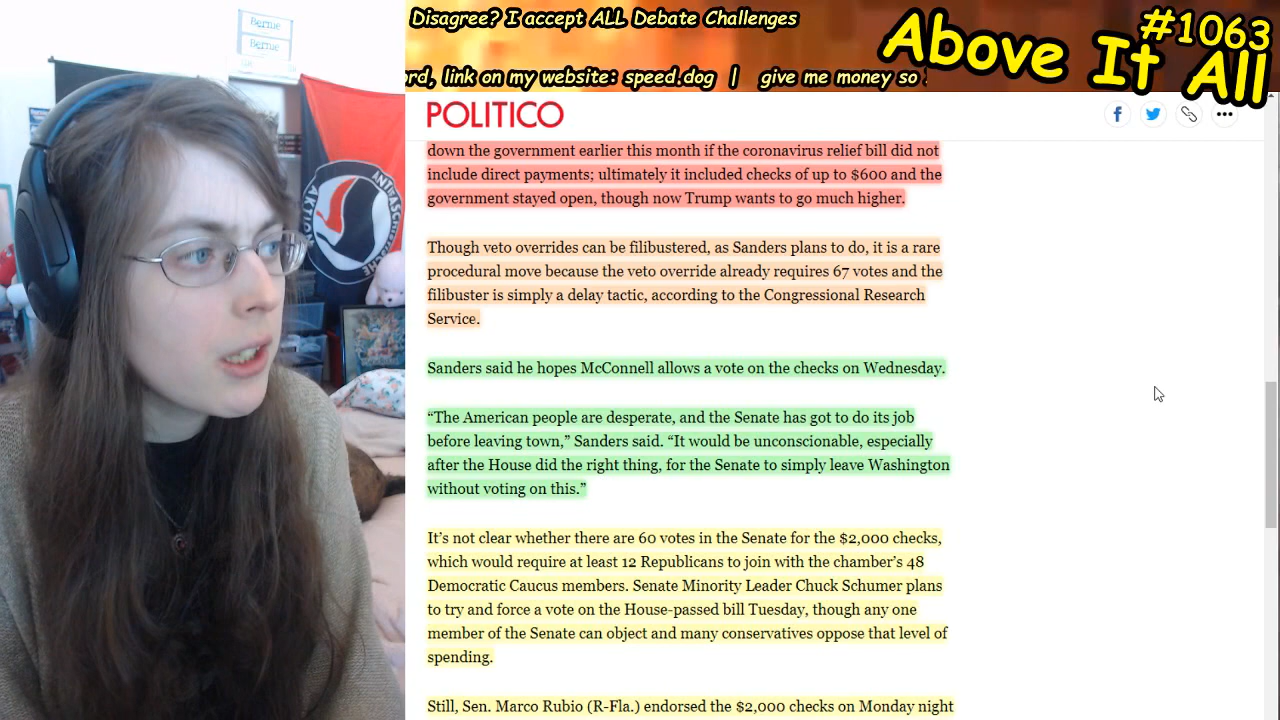 Bernie
Bernie
Disagree? I accept ALL Debate Challenges
#1063
Above It All
ord, link on my website: speed.dog | give me money so
POLITICO
down the government earlier this month if the coronavirus relief bill did not
include direct payments; ultimately it included checks of up to $600 and the
government stayed open, though now Trump wants to go much higher.
Though veto overrides can be filibustered, as Sanders plans to do, it is a rare
procedural move because the veto override already requires 67 votes and the
filibuster is simply a delay tactic, according to the Congressional Research
Service.
Sanders said he hopes McConnell allows a vote on the checks on Wednesday.
“The American people are desperate, and the Senate has got to do its job
before leaving town,” Sanders said. “It would be unconscionable, especially
after the House did the right thing, for the Senate to simply leave Washington
without voting on this.”
It’s not clear whether there are 60 votes in the Senate for the $2,000 checks,
which would require at least 12 Republicans to join with the chamber’s 48
Democratic Caucus members. Senate Minority Leader Chuck Schumer plans
to try and force a vote on the House-passed bill Tuesday, though any one
member of the Senate can object and many conservatives oppose that level of
spending.
Still, Sen. Marco Rubio (R-Fla.) endorsed the $2,000 checks on Monday night